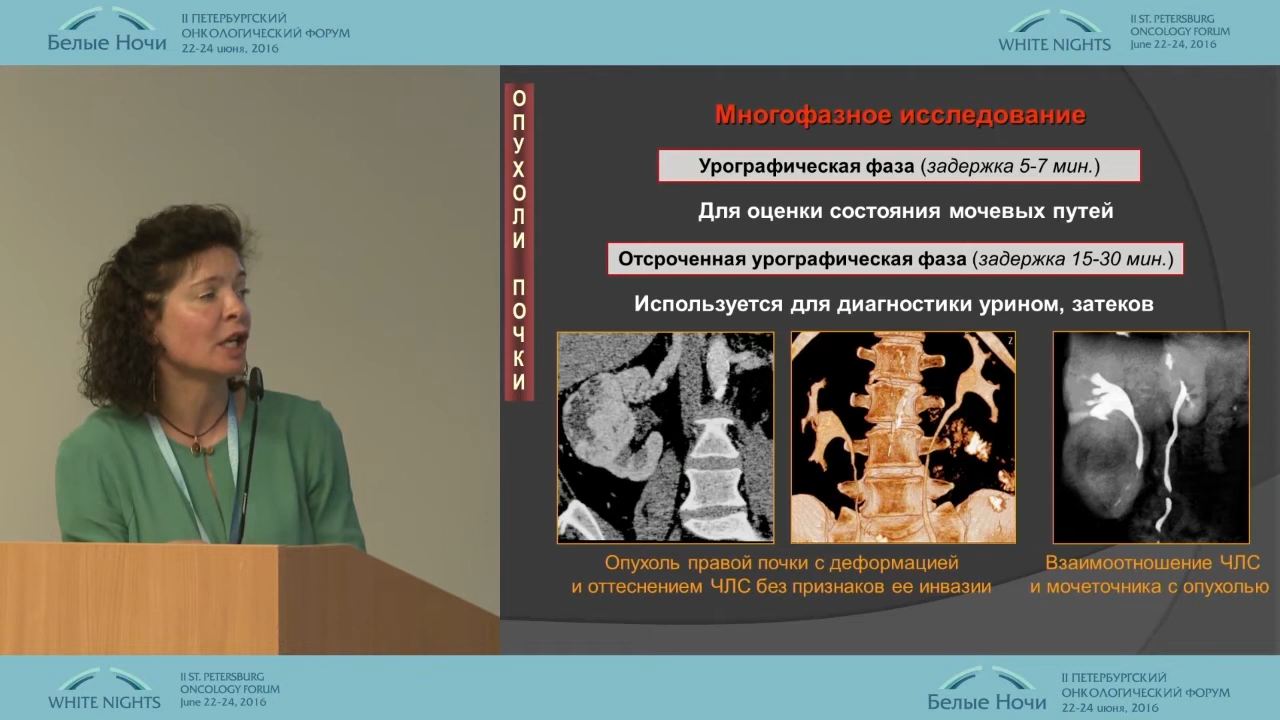 Белые Ночи
II ПЕТЕРБУРГСКИЙ
ОНКОЛОГИЧЕСКИЙ ФОРУМ
22-24 июня, 2016
WHITE NIGHTS
II ST. PETERSBURG
ONCOLOGY FORUM
June 22-24, 2016
ОПУХОЛИ ПОЧКИ
Многофазное исследование
Урографическая фаза (задержка 5-7 мин.)
Для оценки состояния мочевых путей
Отсроченная урографическая фаза (задержка 15-30 мин.)
Используется для диагностики урином, затеков
Z
Опухоль правой почки с деформацией
и оттеснением ЧЛС без признаков ее инвазии
Взаимоотношение ЧЛС
и мочеточника с опухолью
WHITE NIGHTS
II ST. PETERSBURG
ONCOLOGY FORUM
June 22-24, 2016
Белые Ночи
II ПЕТЕРБУРГСКИЙ
ОНКОЛОГИЧЕСКИЙ ФОРУМ
22-24 июня, 2016